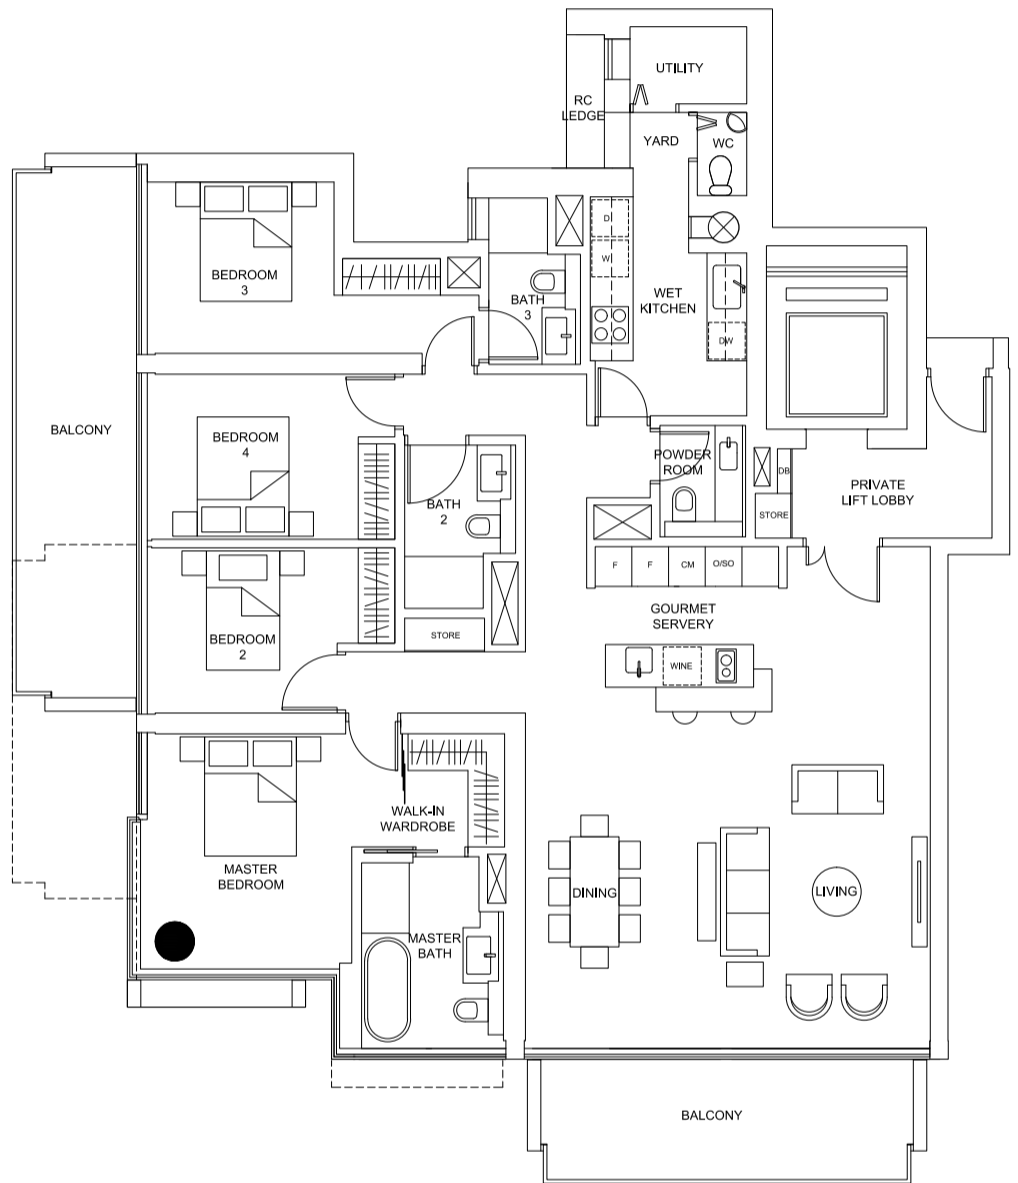 UTILITY
RC
LEDGE
YARD
WC
D
W
BEDROOM
3
BATH
3
WET
KITCHEN
DW
BALCONY
BEDROOM
4
BATH
2
POWDER
ROOM
DB
STORE
PRIVATE
LIFT LOBBY
F
F
CM
O/SO
GOURMET
SERVERY
BEDROOM
2
STORE
WINE
WALK-IN
WARDROBE
MASTER
BEDROOM
DINING
LIVING
MASTER
BATH
BALCONY